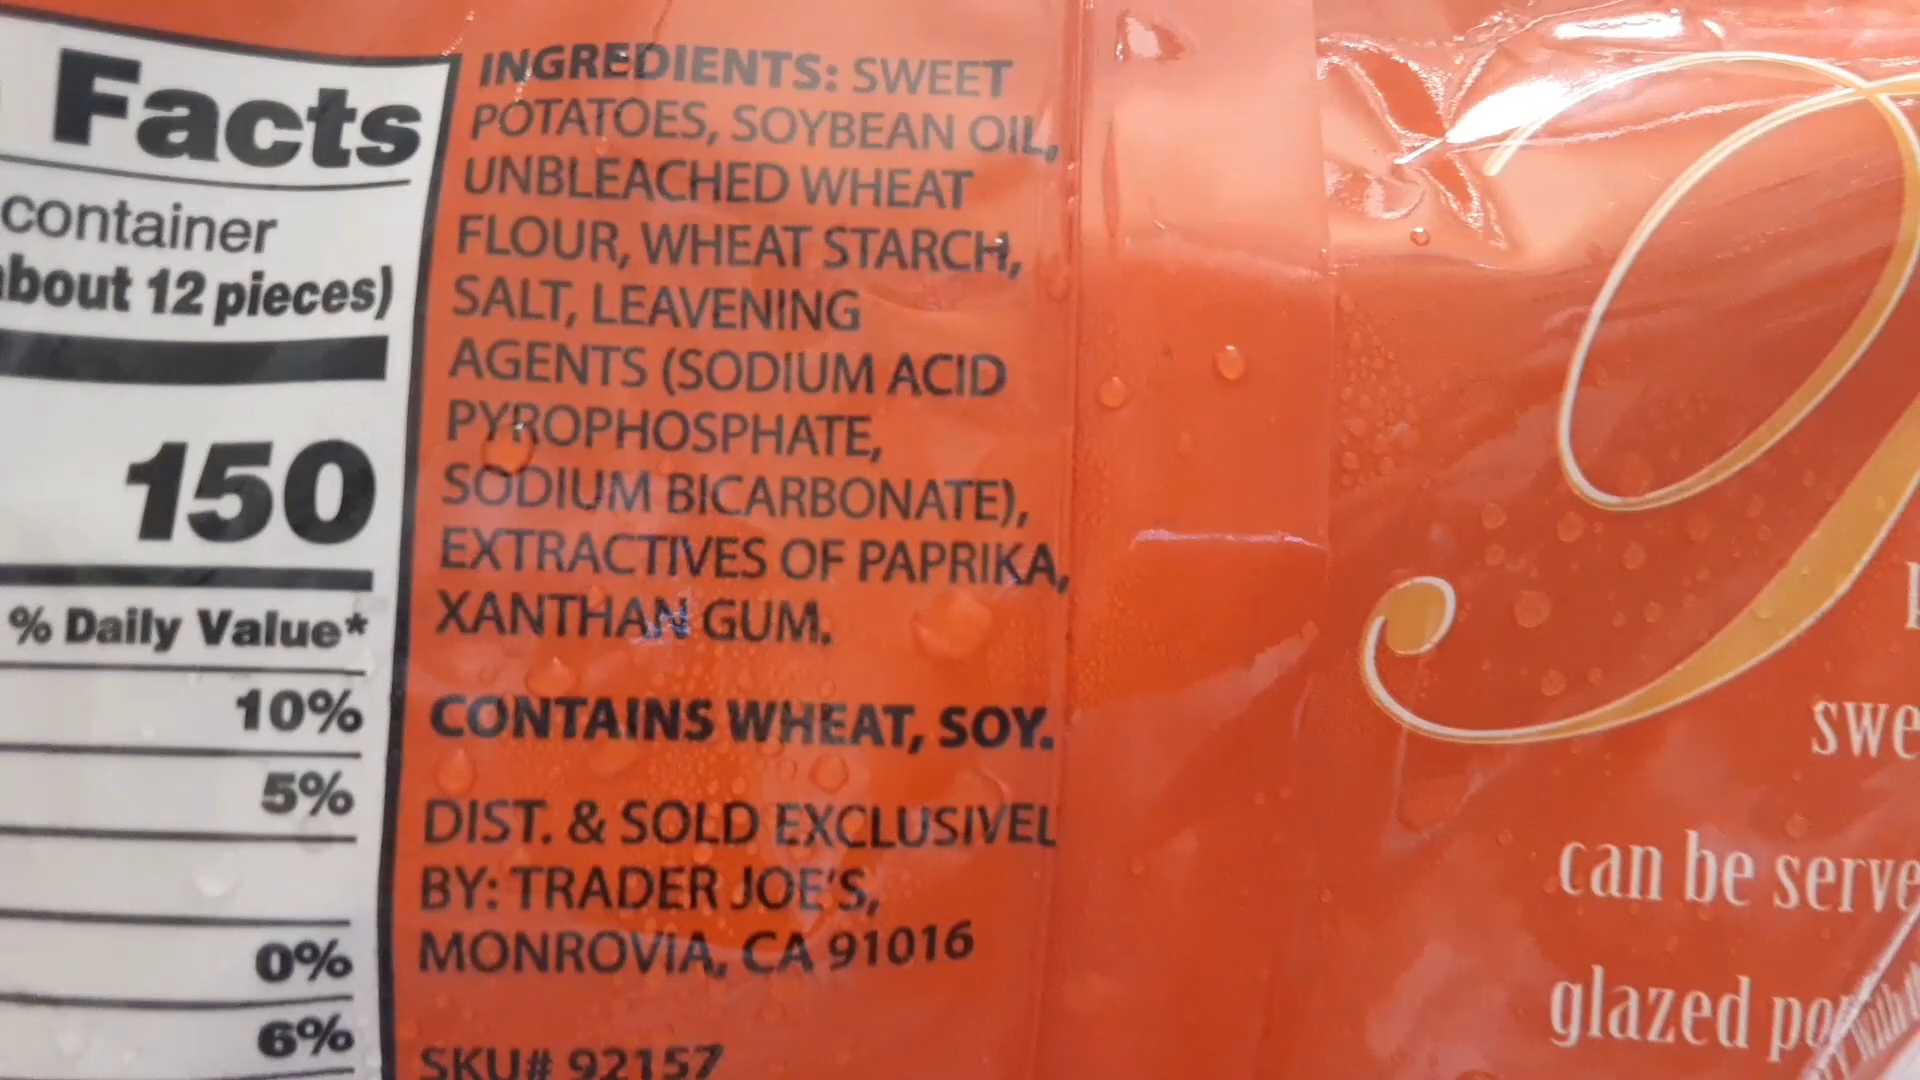 Facts
container
about 12 pieces)
150
% Daily Value*
10%
5%
0%
6%
INGREDIENTS: SWEET
POTATOES, SOYBEAN OIL,
UNBLEACHED WHEAT
FLOUR, WHEAT STARCH,
SALT, LEAVENING
AGENTS (SODIUM ACID
PYROPHOSPHATE,
SODIUM BICARBONATE),
EXTRACTIVES OF PAPRIKA,
XANTHAN GUM.
CONTAINS WHEAT, SOY.
DIST. & SOLD EXCLUSIVEL
BY: TRADER JOE'S,
MONROVIA, CA 91016
SKU# 92157
swe
can be serve
glazed po